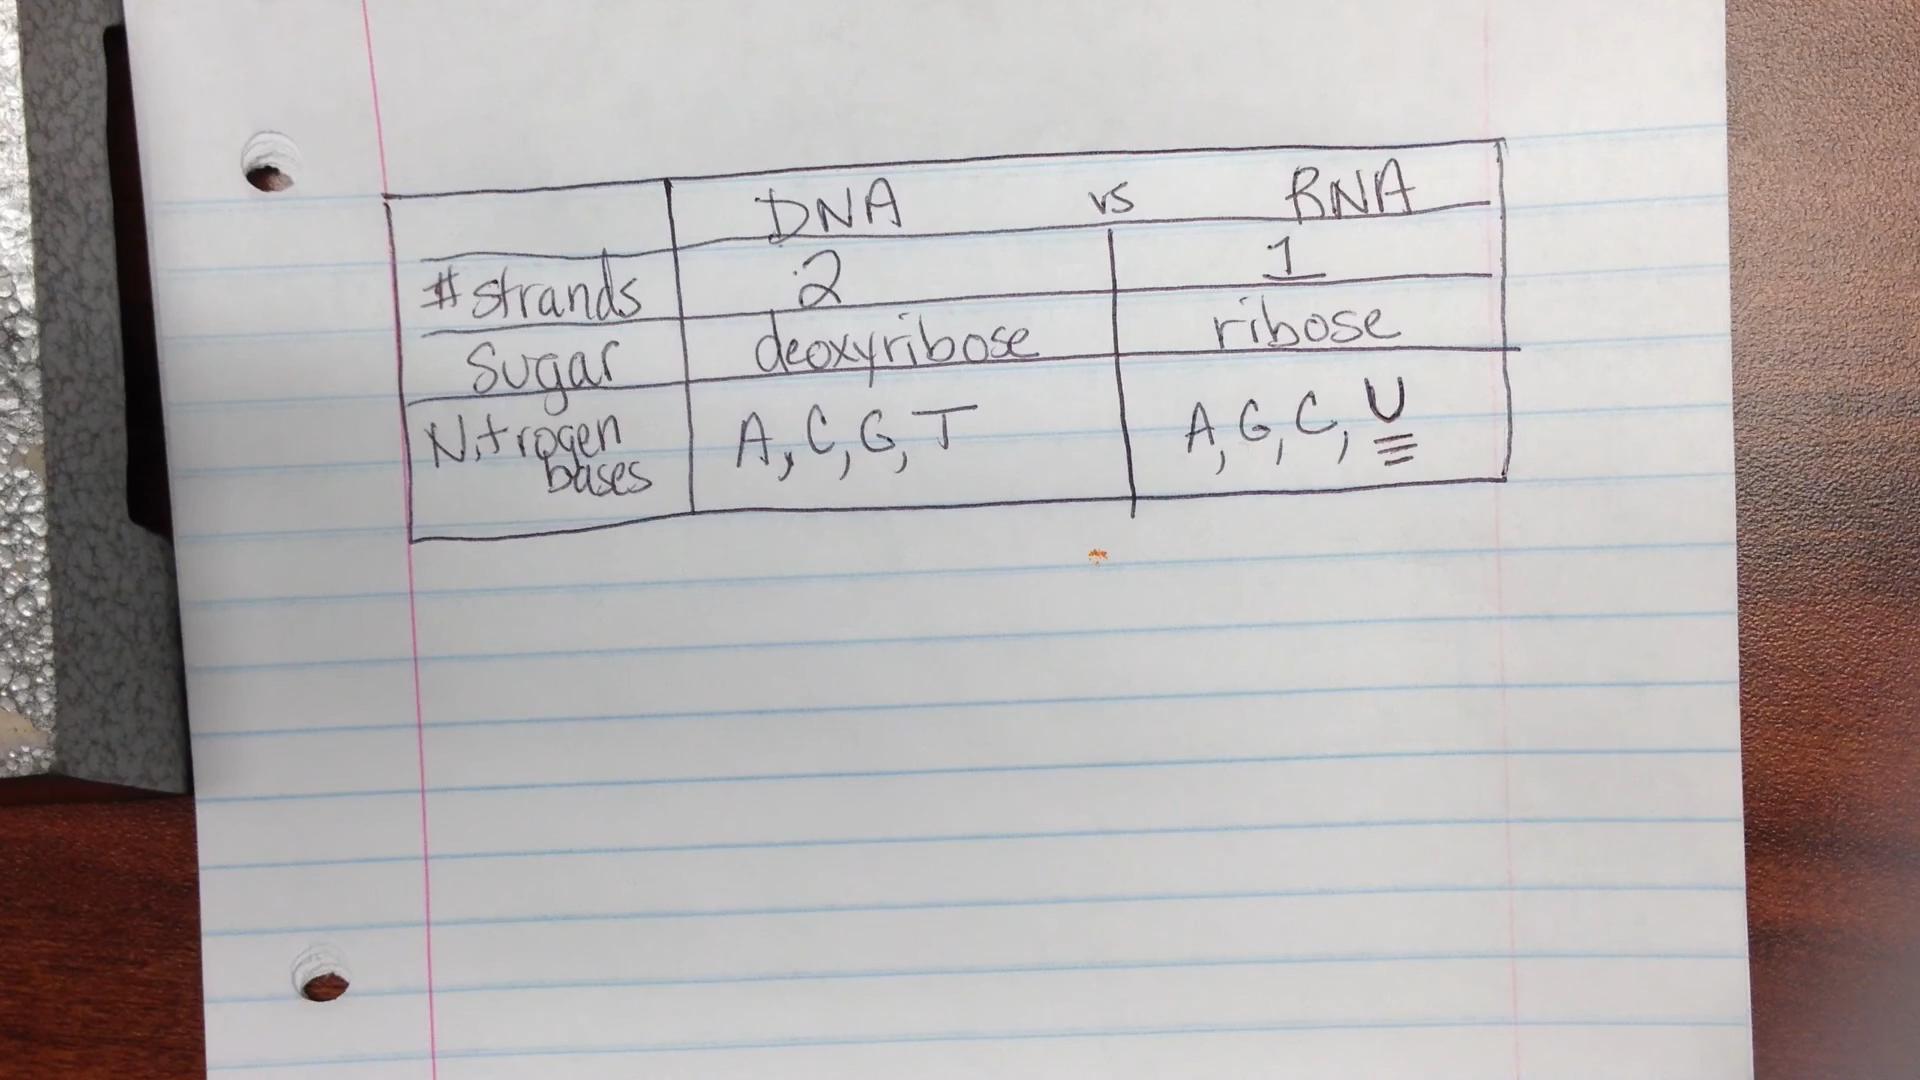 DNA vs RNA
# strands 2 1
Sugar deoxyribose ribose
Nitrogen A, C, G, T A, G, C, U
bases